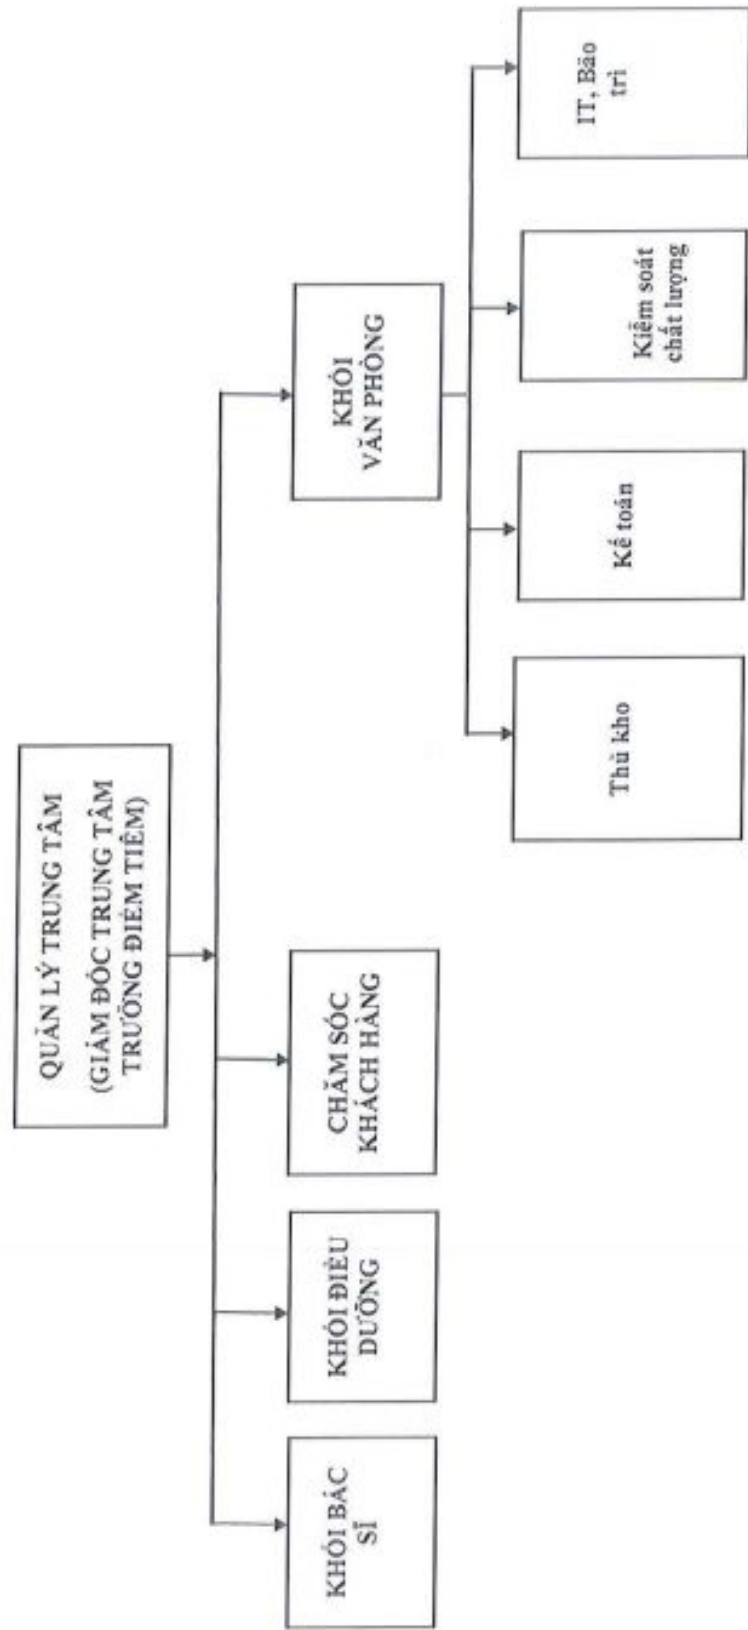 QUẢN LÝ TRUNG TÂM
(GIÁM ĐỐC TRUNG TÂM
TRƯỞNG ĐIỂM TIÊM)
KHỐI BÁC
SĨ
KHỐI ĐIỀU
DƯỠNG
CHĂM SÓC
KHÁCH HÀNG
KHỐI
VĂN PHÒNG
Thủ kho
Kế toán
Kiểm soát
chất lượng
IT, Bảo
trì